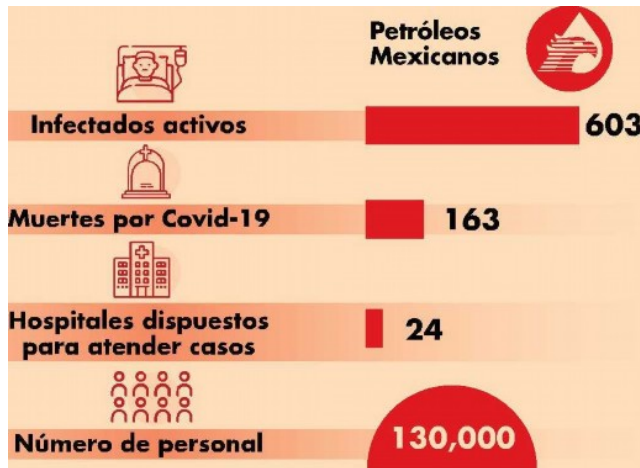 Petróleos
Mexicanos
Infectados activos
603
Muertes por Covid-19
163
Hospitales dispuestos
para atender casos
24
Número de personal
130,000